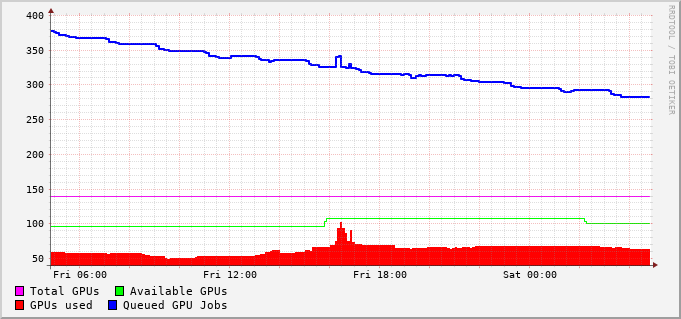 400
350
300
250
200
150
100
50
Fri 06:00 Fri 12:00 Fri 18:00 Sat 00:00
Total GPUs Available GPUs
GPUs used Queued GPU Jobs
RRDTOOL / TOBI OETIKER